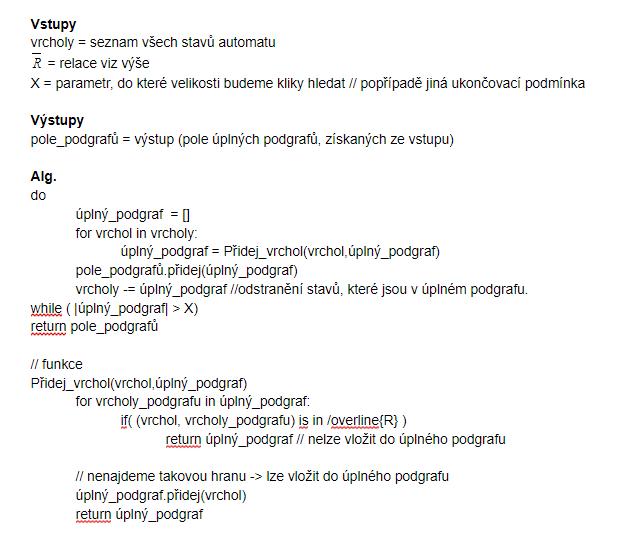 Vstupy
vrcholy = seznam všech stavů automatu
R̅ = relace viz výše
X = parametr, do které velikosti budeme kliky hledat // popřípadě jiná ukončovací podmínka
Výstupy
pole_podgrafů = výstup (pole úplných podgrafů, získaných ze vstupu)
Alg.
do
úplný_podgraf = []
for vrchol in vrcholy:
úplný_podgraf = Přidej_vrchol(vrchol,úplný_podgraf)
pole_podgrafů.přidej(úplný_podgraf)
vrcholy -= úplný_podgraf //odstranění stavů, které jsou v úplném podgrafu.
while ( |úplný_podgraf| > X)
return pole_podgrafů
// funkce
Přidej_vrchol(vrchol,úplný_podgraf)
for vrcholy_podgrafu in úplný_podgraf:
if( (vrchol, vrcholy_podgrafu) is in /overline{R} )
return úplný_podgraf // nelze vložit do úplného podgrafu
// nenajdeme takovou hranu -> lze vložit do úplného podgrafu
úplný_podgraf.přidej(vrchol)
return úplný_podgraf